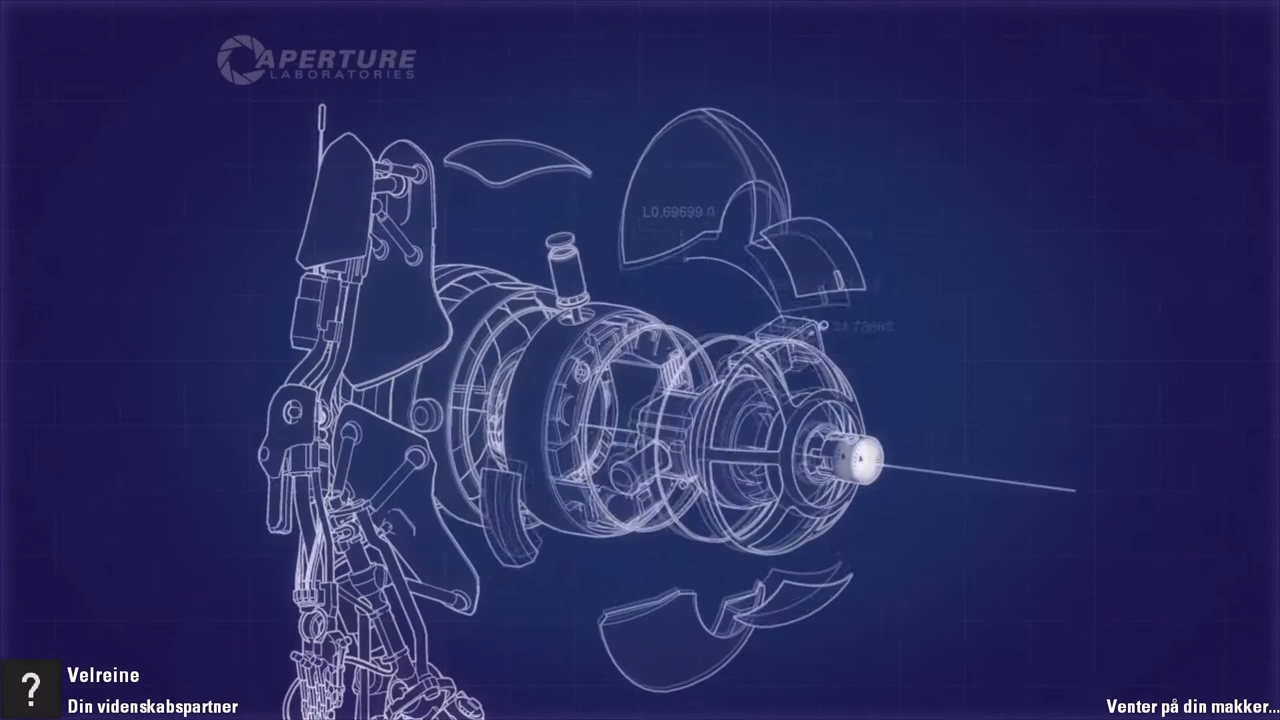 APERTURE
LABORATORIES
L0.69699 0
?
Velreine
Din videnskabspartner
Venter på din makker...